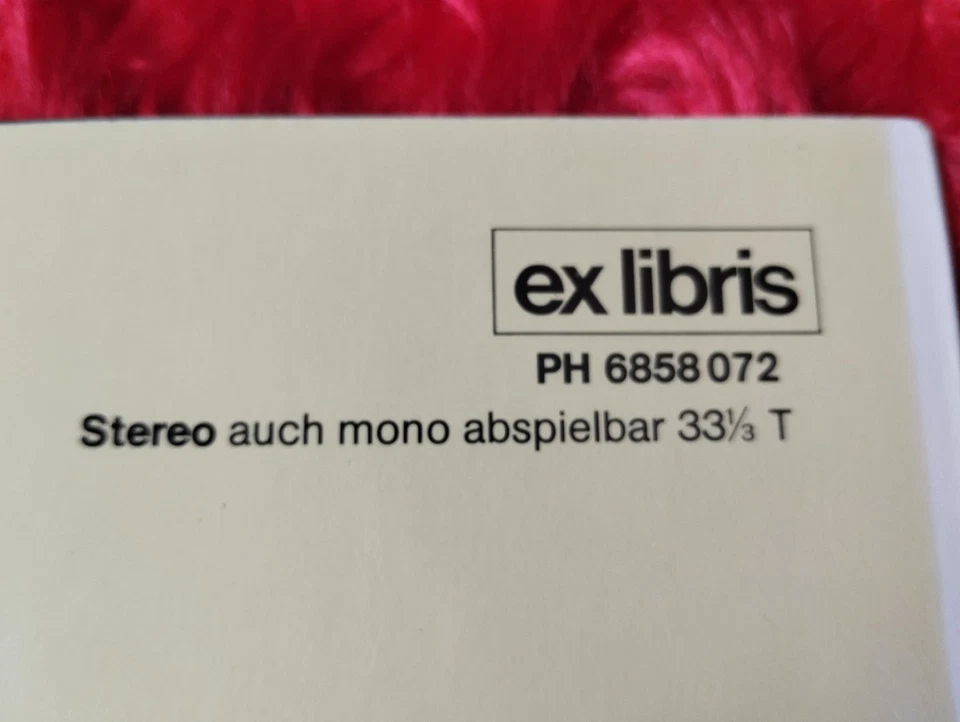 ex libris
PH 6858 072
Stereo auch mono abspielbar 33⅓ T